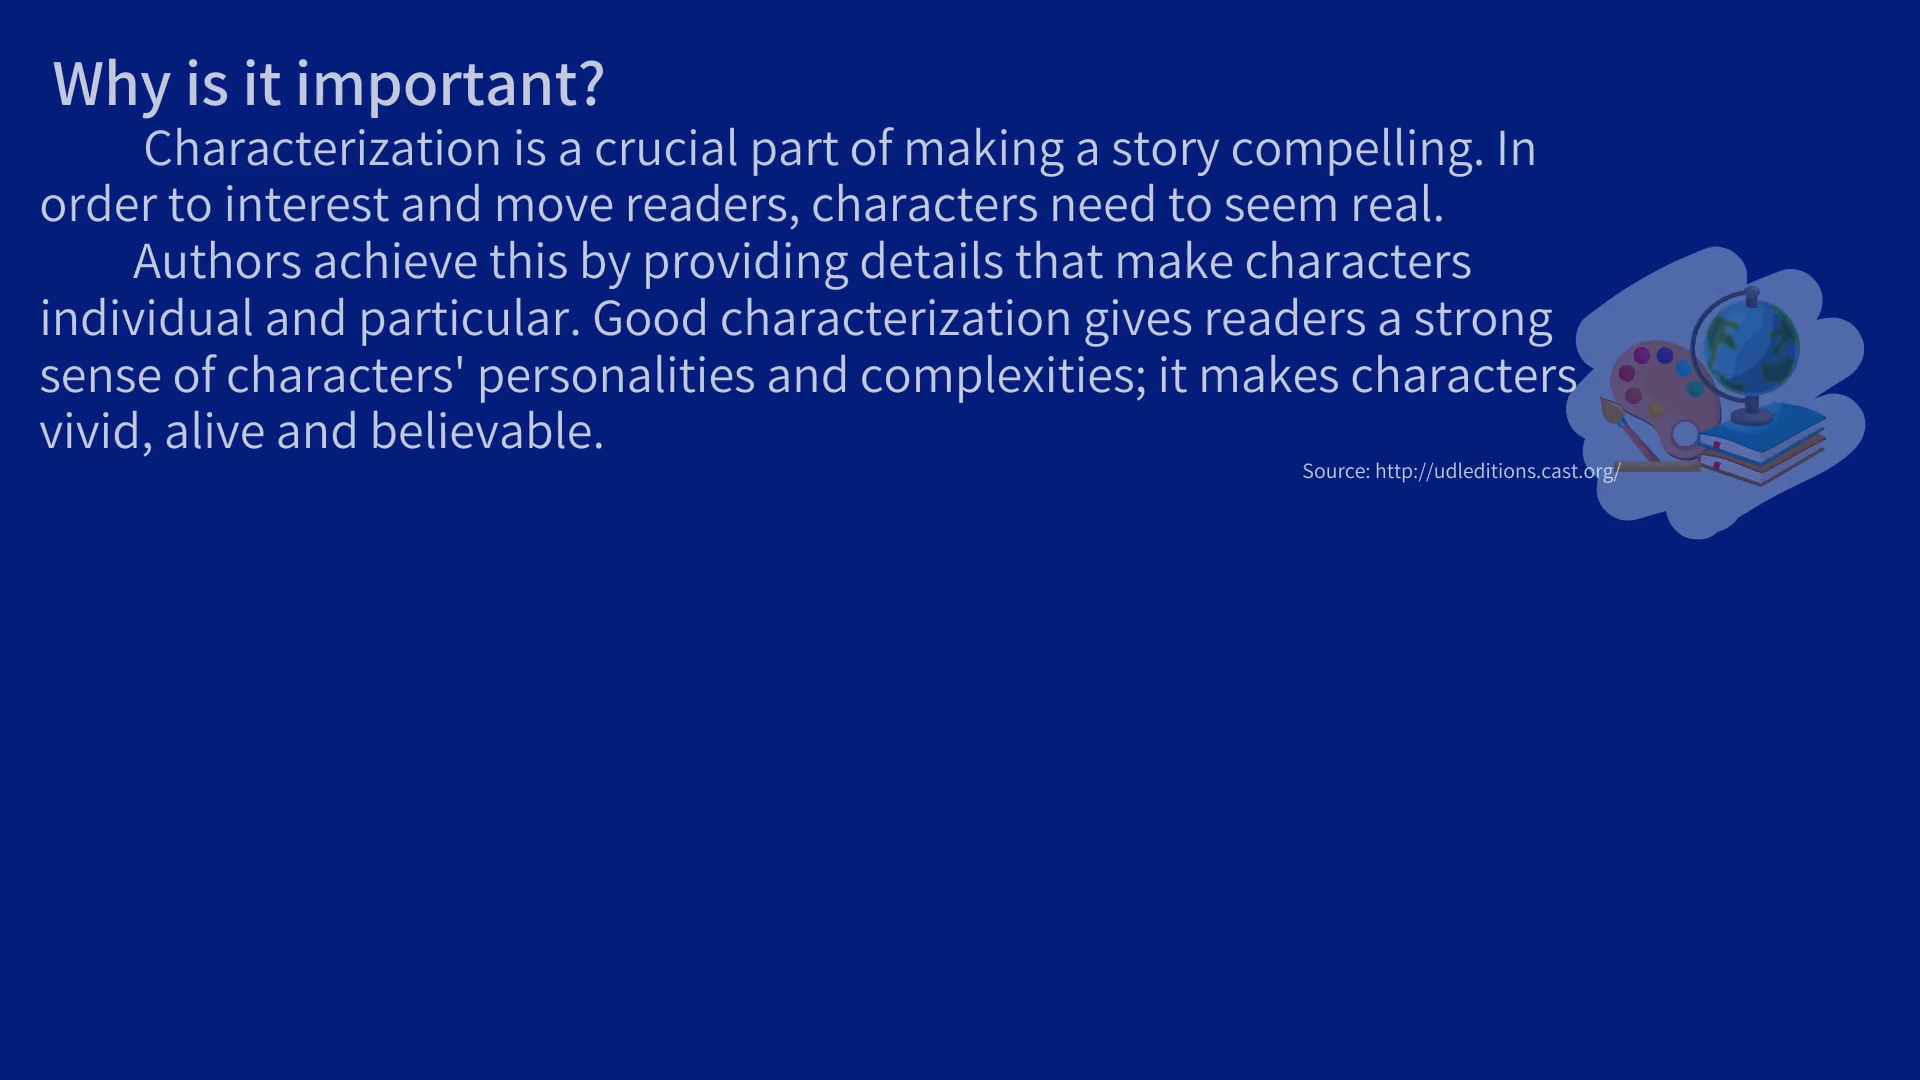 Why is it important?
Characterization is a crucial part of making a story compelling. In
order to interest and move readers, characters need to seem real.
Authors achieve this by providing details that make characters
individual and particular. Good characterization gives readers a strong
sense of characters' personalities and complexities; it makes characters
vivid, alive and believable.
Source: http://udleditions.cast.org/